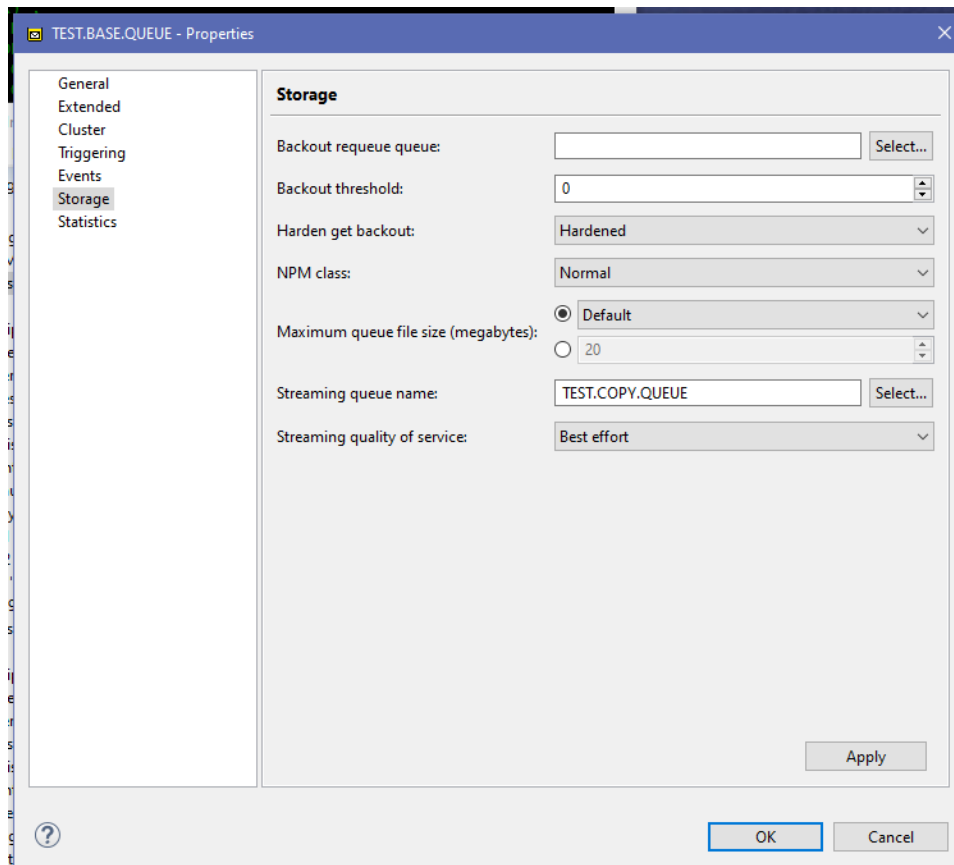 TEST.BASE.QUEUE - Properties
General
Extended
Cluster
Triggering
Events
Storage
Statistics
Storage
Backout requeue queue:
Select...
Backout threshold:
0
Harden get backout:
Hardened
NPM class:
Normal
Maximum queue file size (megabytes):
Default
20
Streaming queue name:
TEST.COPY.QUEUE
Select...
Streaming quality of service:
Best effort
Apply
OK
Cancel